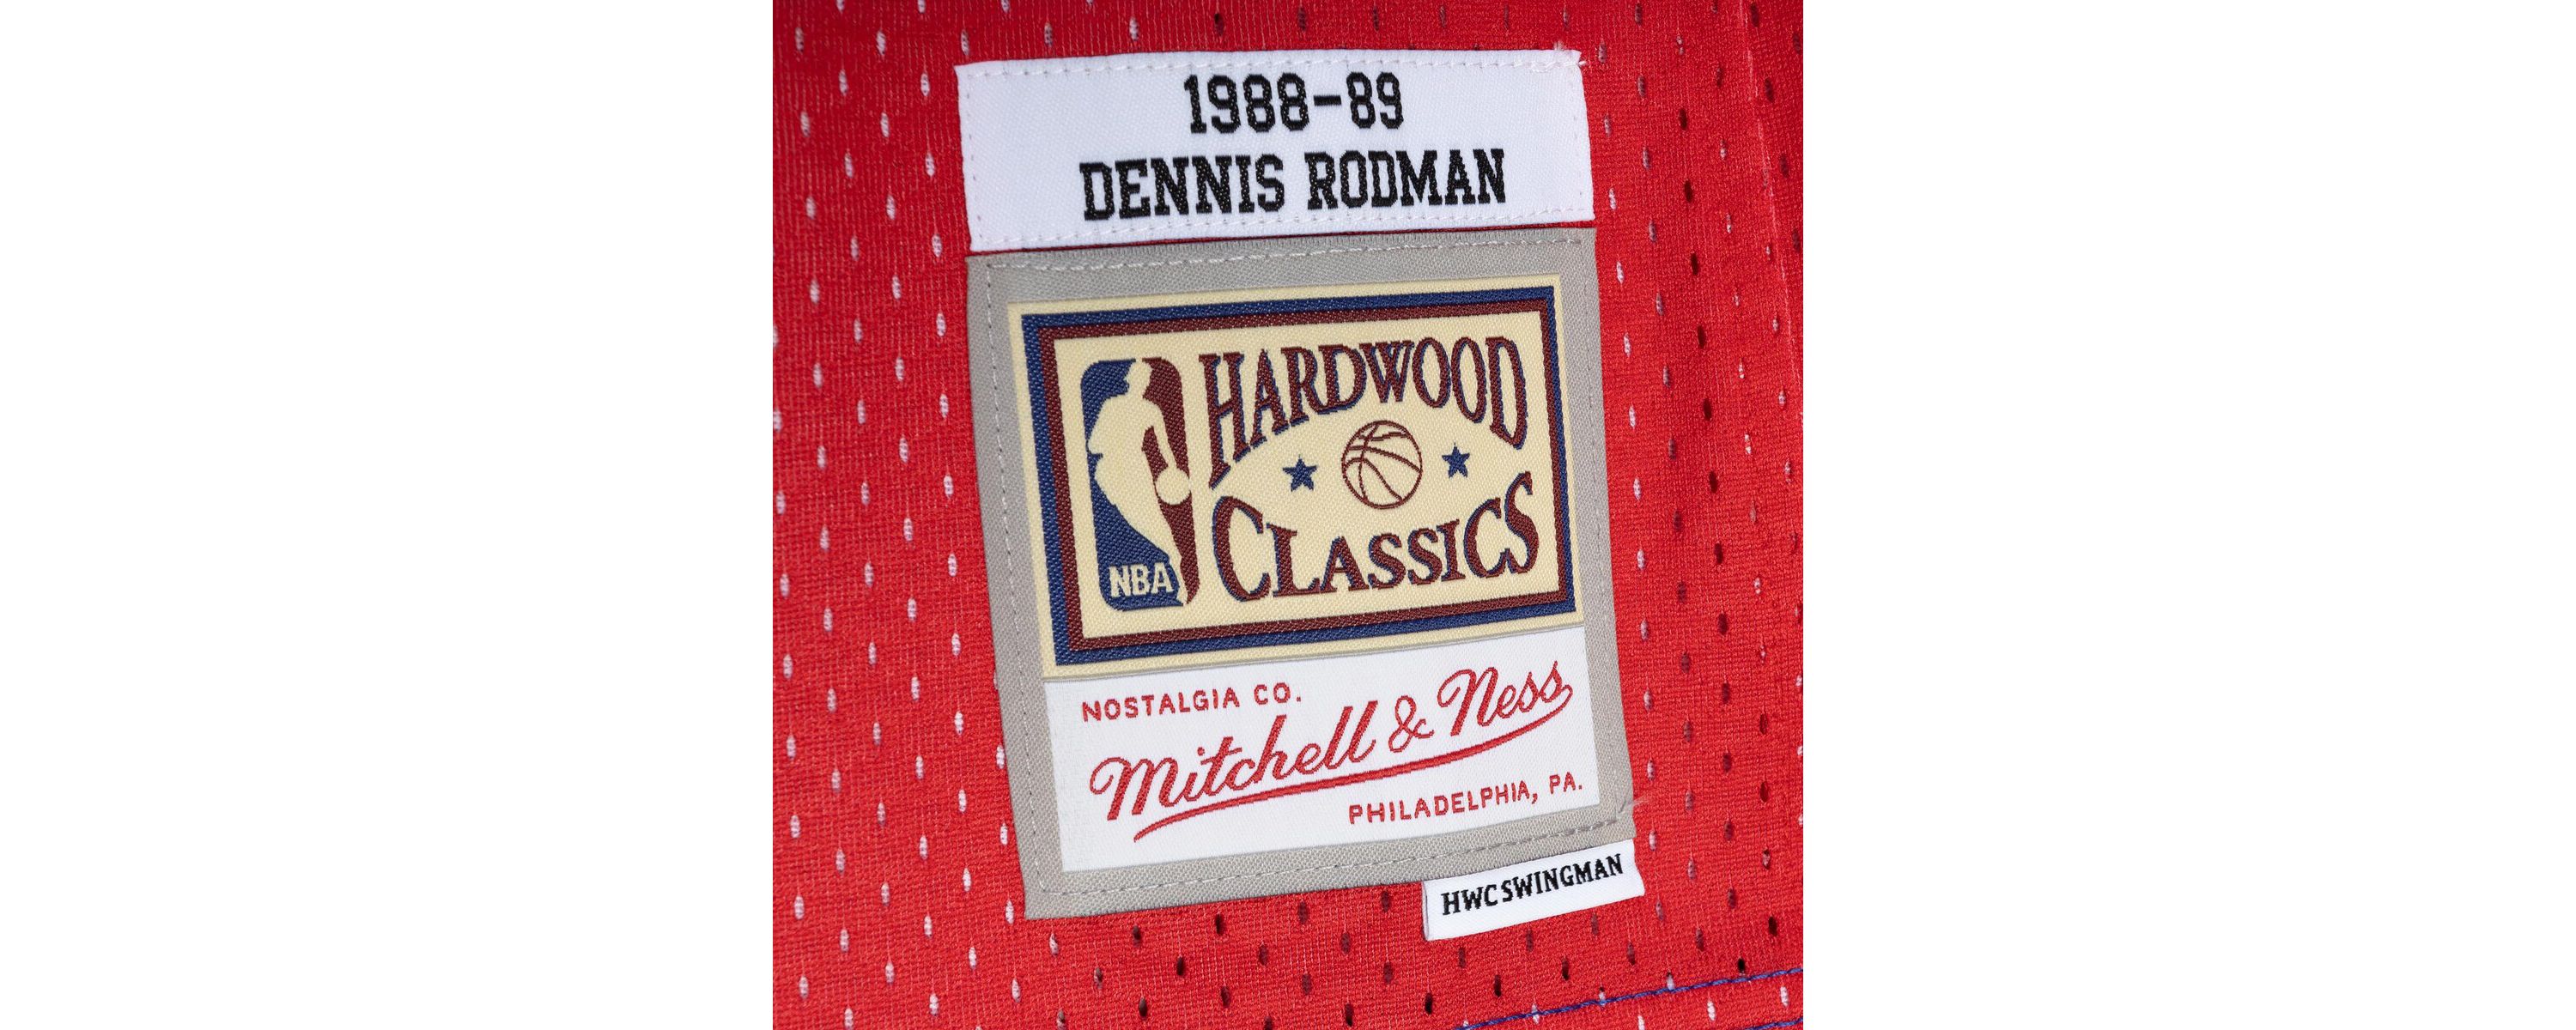 1988-89
DENNIS RODMAN
HARDWOOD
CLASSICS
NBA
NOSTALGIA CO.
Mitchell & Ness
PHILADELPHIA, PA.
HWC SWINGMAN